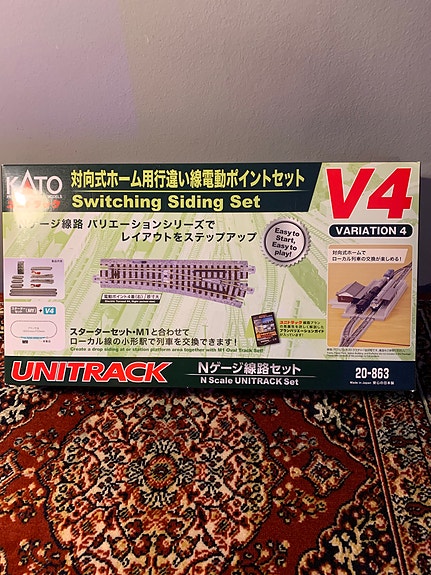 KATO
対向式ホーム用行違い線電動ポイントセット
Switching Siding Set
V4
VARIATION 4
ゲージ線路 バリエーションシリーズで
レイアウトをステップアップ
Easy to
Start,
Easy to
play!
対向式ホームで
ローカル列車の交換が楽しめる!
V4
スターターセット・M1と合わせて
ローカル線の小形駅で列車を交換できます!
Create a drop siding at or station platform area together with M1 Oval Track Set!
UNITRACK
Nゲージ線路セット
N Scale UNITRACK Set
20-863
Made in Japan 安心の日本製